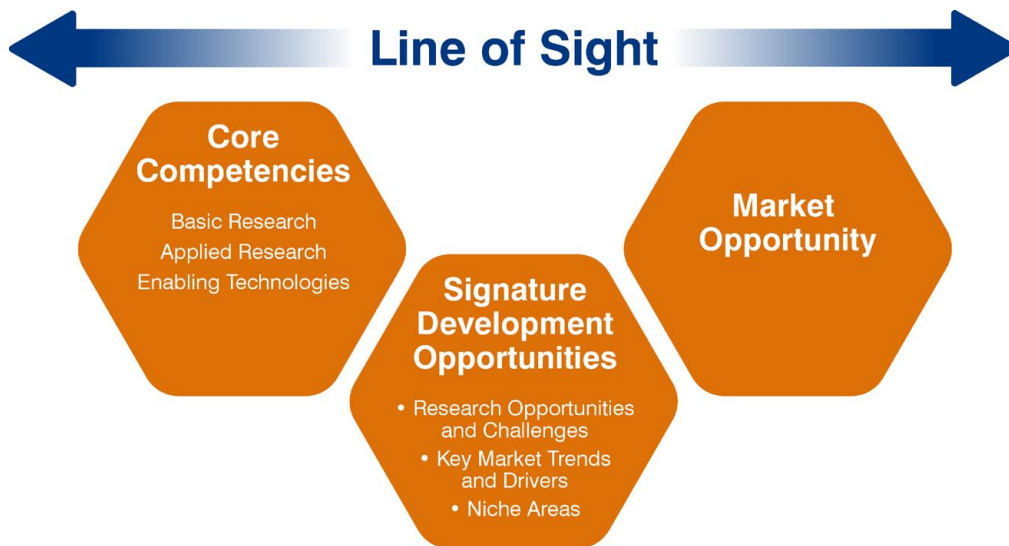 Line of Sight
Core
Competencies
Basic Research
Applied Research
Enabling Technologies
Signature
Development
Opportunities
• Research Opportunities
and Challenges
• Key Market Trends
and Drivers
• Niche Areas
Market
Opportunity